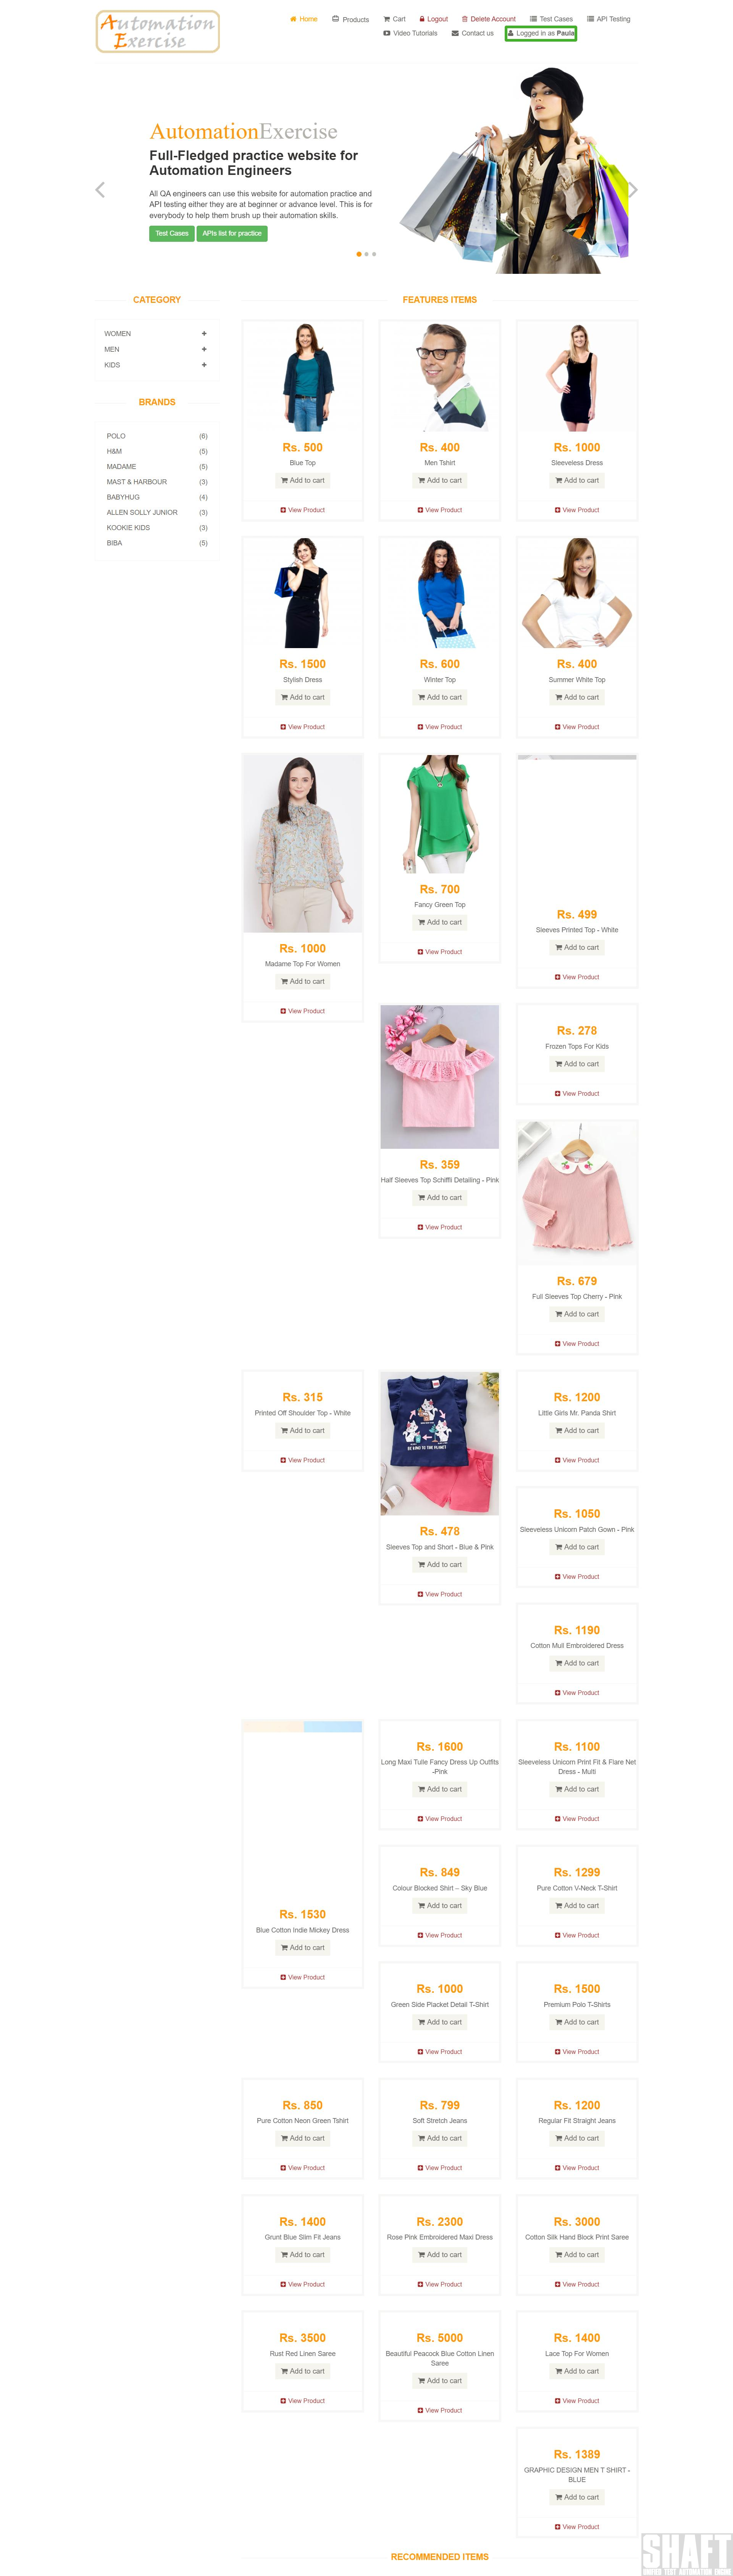 Automation
Exercise
Home Products Cart Logout Delete Account Test Cases API Testing
Video Tutorials Contact us Logged in as Paula
AutomationExercise
Full-Fledged practice website for
Automation Engineers
All QA engineers can use this website for automation practice and
API testing either they are at beginner or advance level. This is for
everybody to help them brush up their automation skills.
Test Cases APIs list for practice
CATEGORY
WOMEN
MEN
KIDS
BRANDS
POLO (6)
H&M (5)
MADAME (5)
MAST & HARBOUR (3)
BABYHUG (4)
ALLEN SOLLY JUNIOR (3)
KOOKIE KIDS (3)
BIBA (5)
FEATURES ITEMS
Rs. 500
Blue Top
Add to cart
View Product
Rs. 400
Men Tshirt
Add to cart
View Product
Rs. 1000
Sleeveless Dress
Add to cart
View Product
Rs. 1500
Stylish Dress
Add to cart
View Product
Rs. 600
Winter Top
Add to cart
View Product
Rs. 400
Summer White Top
Add to cart
View Product
Rs. 1000
Madame Top For Women
Add to cart
View Product
Rs. 700
Fancy Green Top
Add to cart
View Product
Rs. 499
Sleeves Printed Top - White
Add to cart
View Product
Rs. 359
Half Sleeves Top Schiffli Detailing - Pink
Add to cart
View Product
Rs. 278
Frozen Tops For Kids
Add to cart
View Product
Rs. 679
Full Sleeves Top Cherry - Pink
Add to cart
View Product
Rs. 315
Printed Off Shoulder Top - White
Add to cart
View Product
BE KIND TO THE PLANET
Rs. 478
Sleeves Top and Short - Blue & Pink
Add to cart
View Product
Rs. 1200
Little Girls Mr. Panda Shirt
Add to cart
View Product
Rs. 1050
Sleeveless Unicorn Patch Gown - Pink
Add to cart
View Product
Rs. 1190
Cotton Mull Embroidered Dress
Add to cart
View Product
Rs. 1530
Blue Cotton Indie Mickey Dress
Add to cart
View Product
Rs. 1600
Long Maxi Tulle Fancy Dress Up Outfits
-Pink
Add to cart
View Product
Rs. 1100
Sleeveless Unicorn Print Fit & Flare Net
Dress - Multi
Add to cart
View Product
Rs. 849
Colour Blocked Shirt – Sky Blue
Add to cart
View Product
Rs. 1299
Pure Cotton V-Neck T-Shirt
Add to cart
View Product
Rs. 1000
Green Side Placket Detail T-Shirt
Add to cart
View Product
Rs. 1500
Premium Polo T-Shirts
Add to cart
View Product
Rs. 850
Pure Cotton Neon Green Tshirt
Add to cart
View Product
Rs. 799
Soft Stretch Jeans
Add to cart
View Product
Rs. 1200
Regular Fit Straight Jeans
Add to cart
View Product
Rs. 1400
Grunt Blue Slim Fit Jeans
Add to cart
View Product
Rs. 2300
Rose Pink Embroidered Maxi Dress
Add to cart
View Product
Rs. 3000
Cotton Silk Hand Block Print Saree
Add to cart
View Product
Rs. 3500
Rust Red Linen Saree
Add to cart
View Product
Rs. 5000
Beautiful Peacock Blue Cotton Linen
Saree
Add to cart
View Product
Rs. 1400
Lace Top For Women
Add to cart
View Product
Rs. 1389
GRAPHIC DESIGN MEN T SHIRT -
BLUE
Add to cart
View Product
RECOMMENDED ITEMS
SHAFT